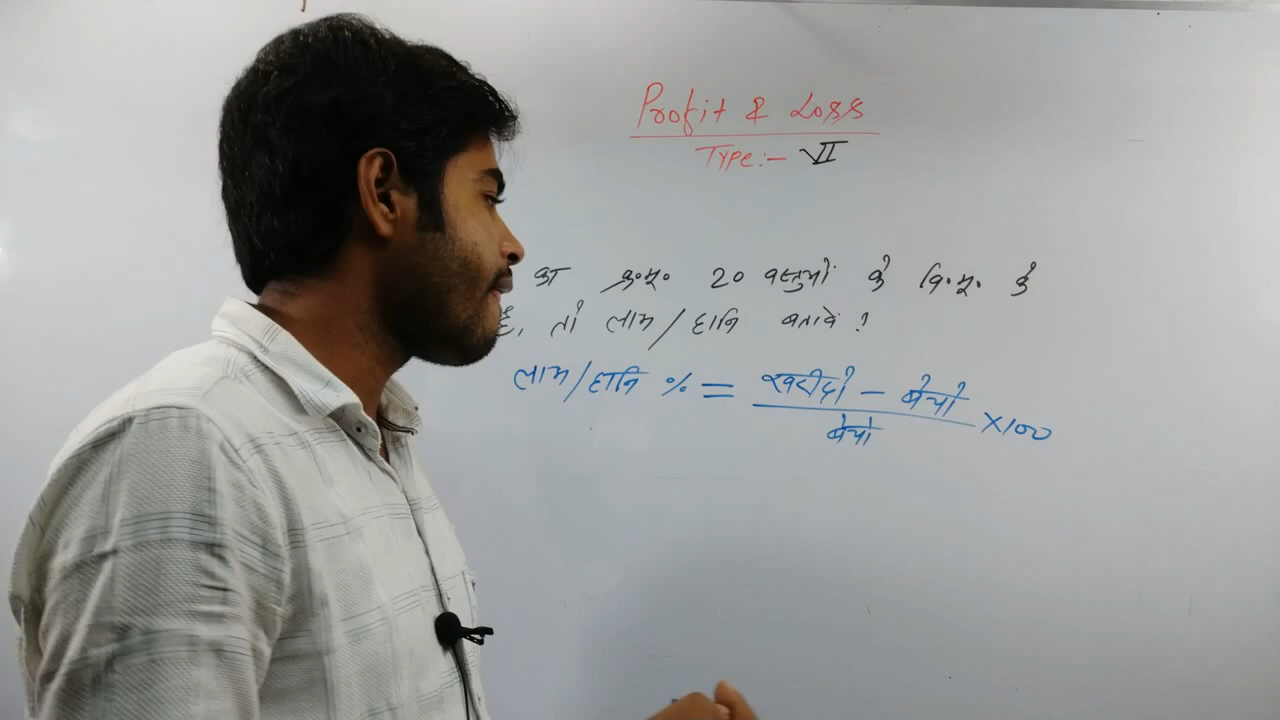 Profit & Loss
Type:- VI
का क्र॰मू॰ 20 वस्तुओं के वि॰मू॰ के
है, तो लाभ/हानि बतावें?
लाभ/हानि % = खरीदी - बेची / बेची ×100